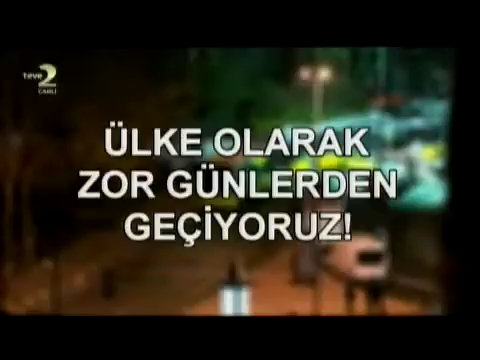 teve2
CANLI
ÜLKE OLARAK
ZOR GÜNLERDEN
GEÇİYORUZ!